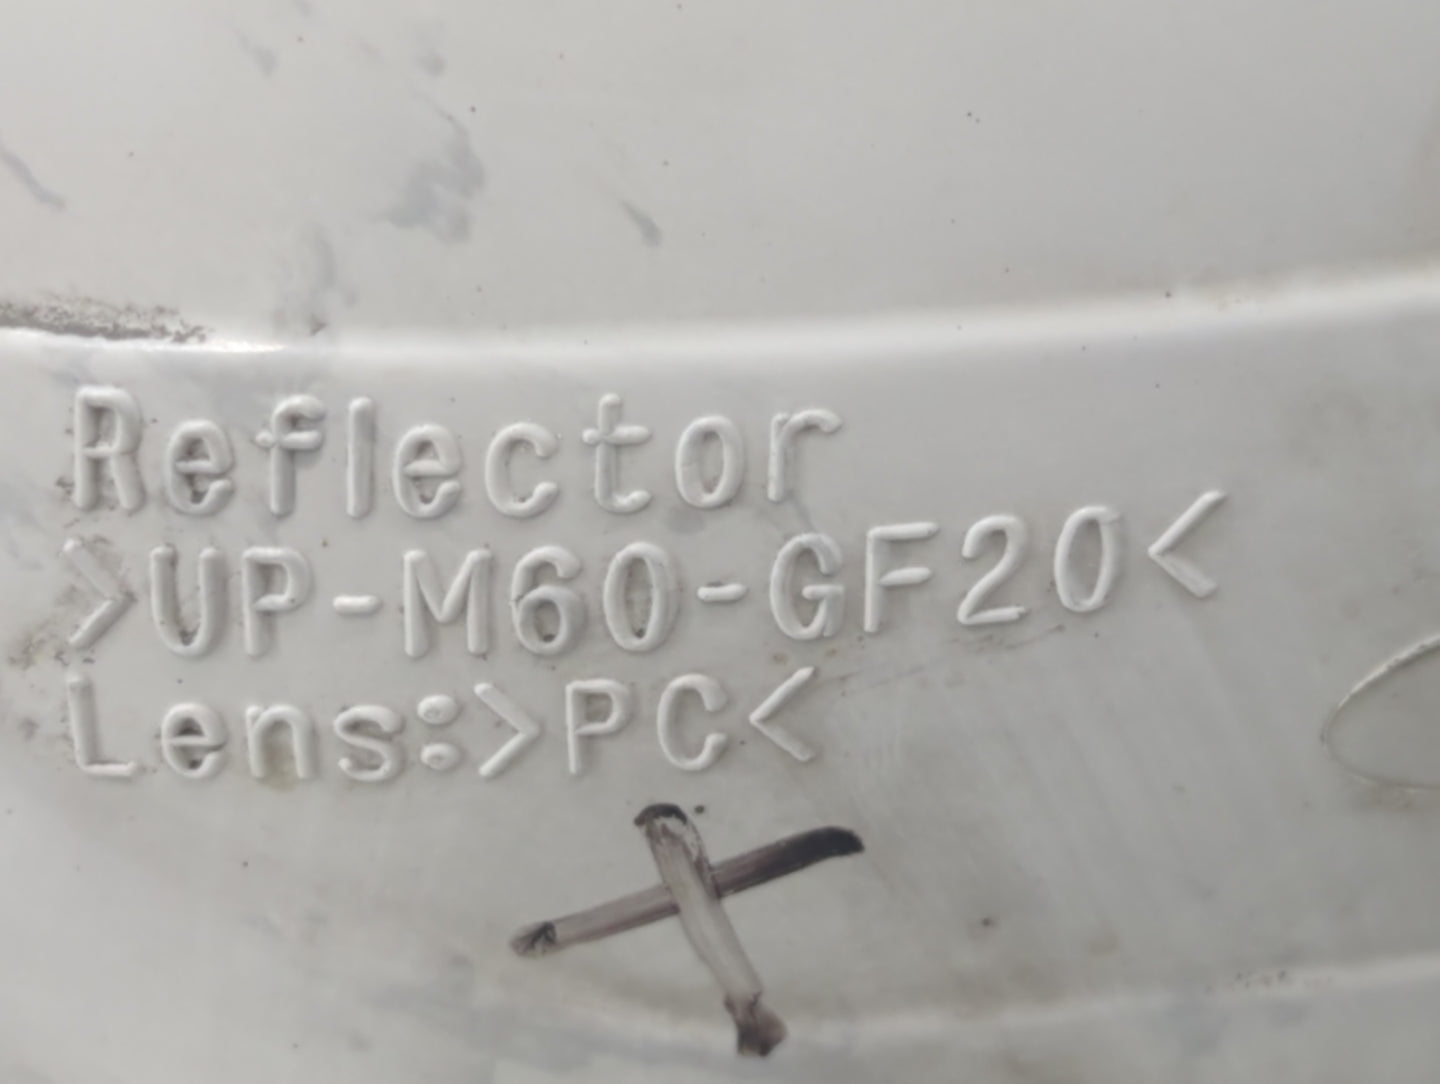 Reflector
>UP-M60-GF20<
Lens:>PC<